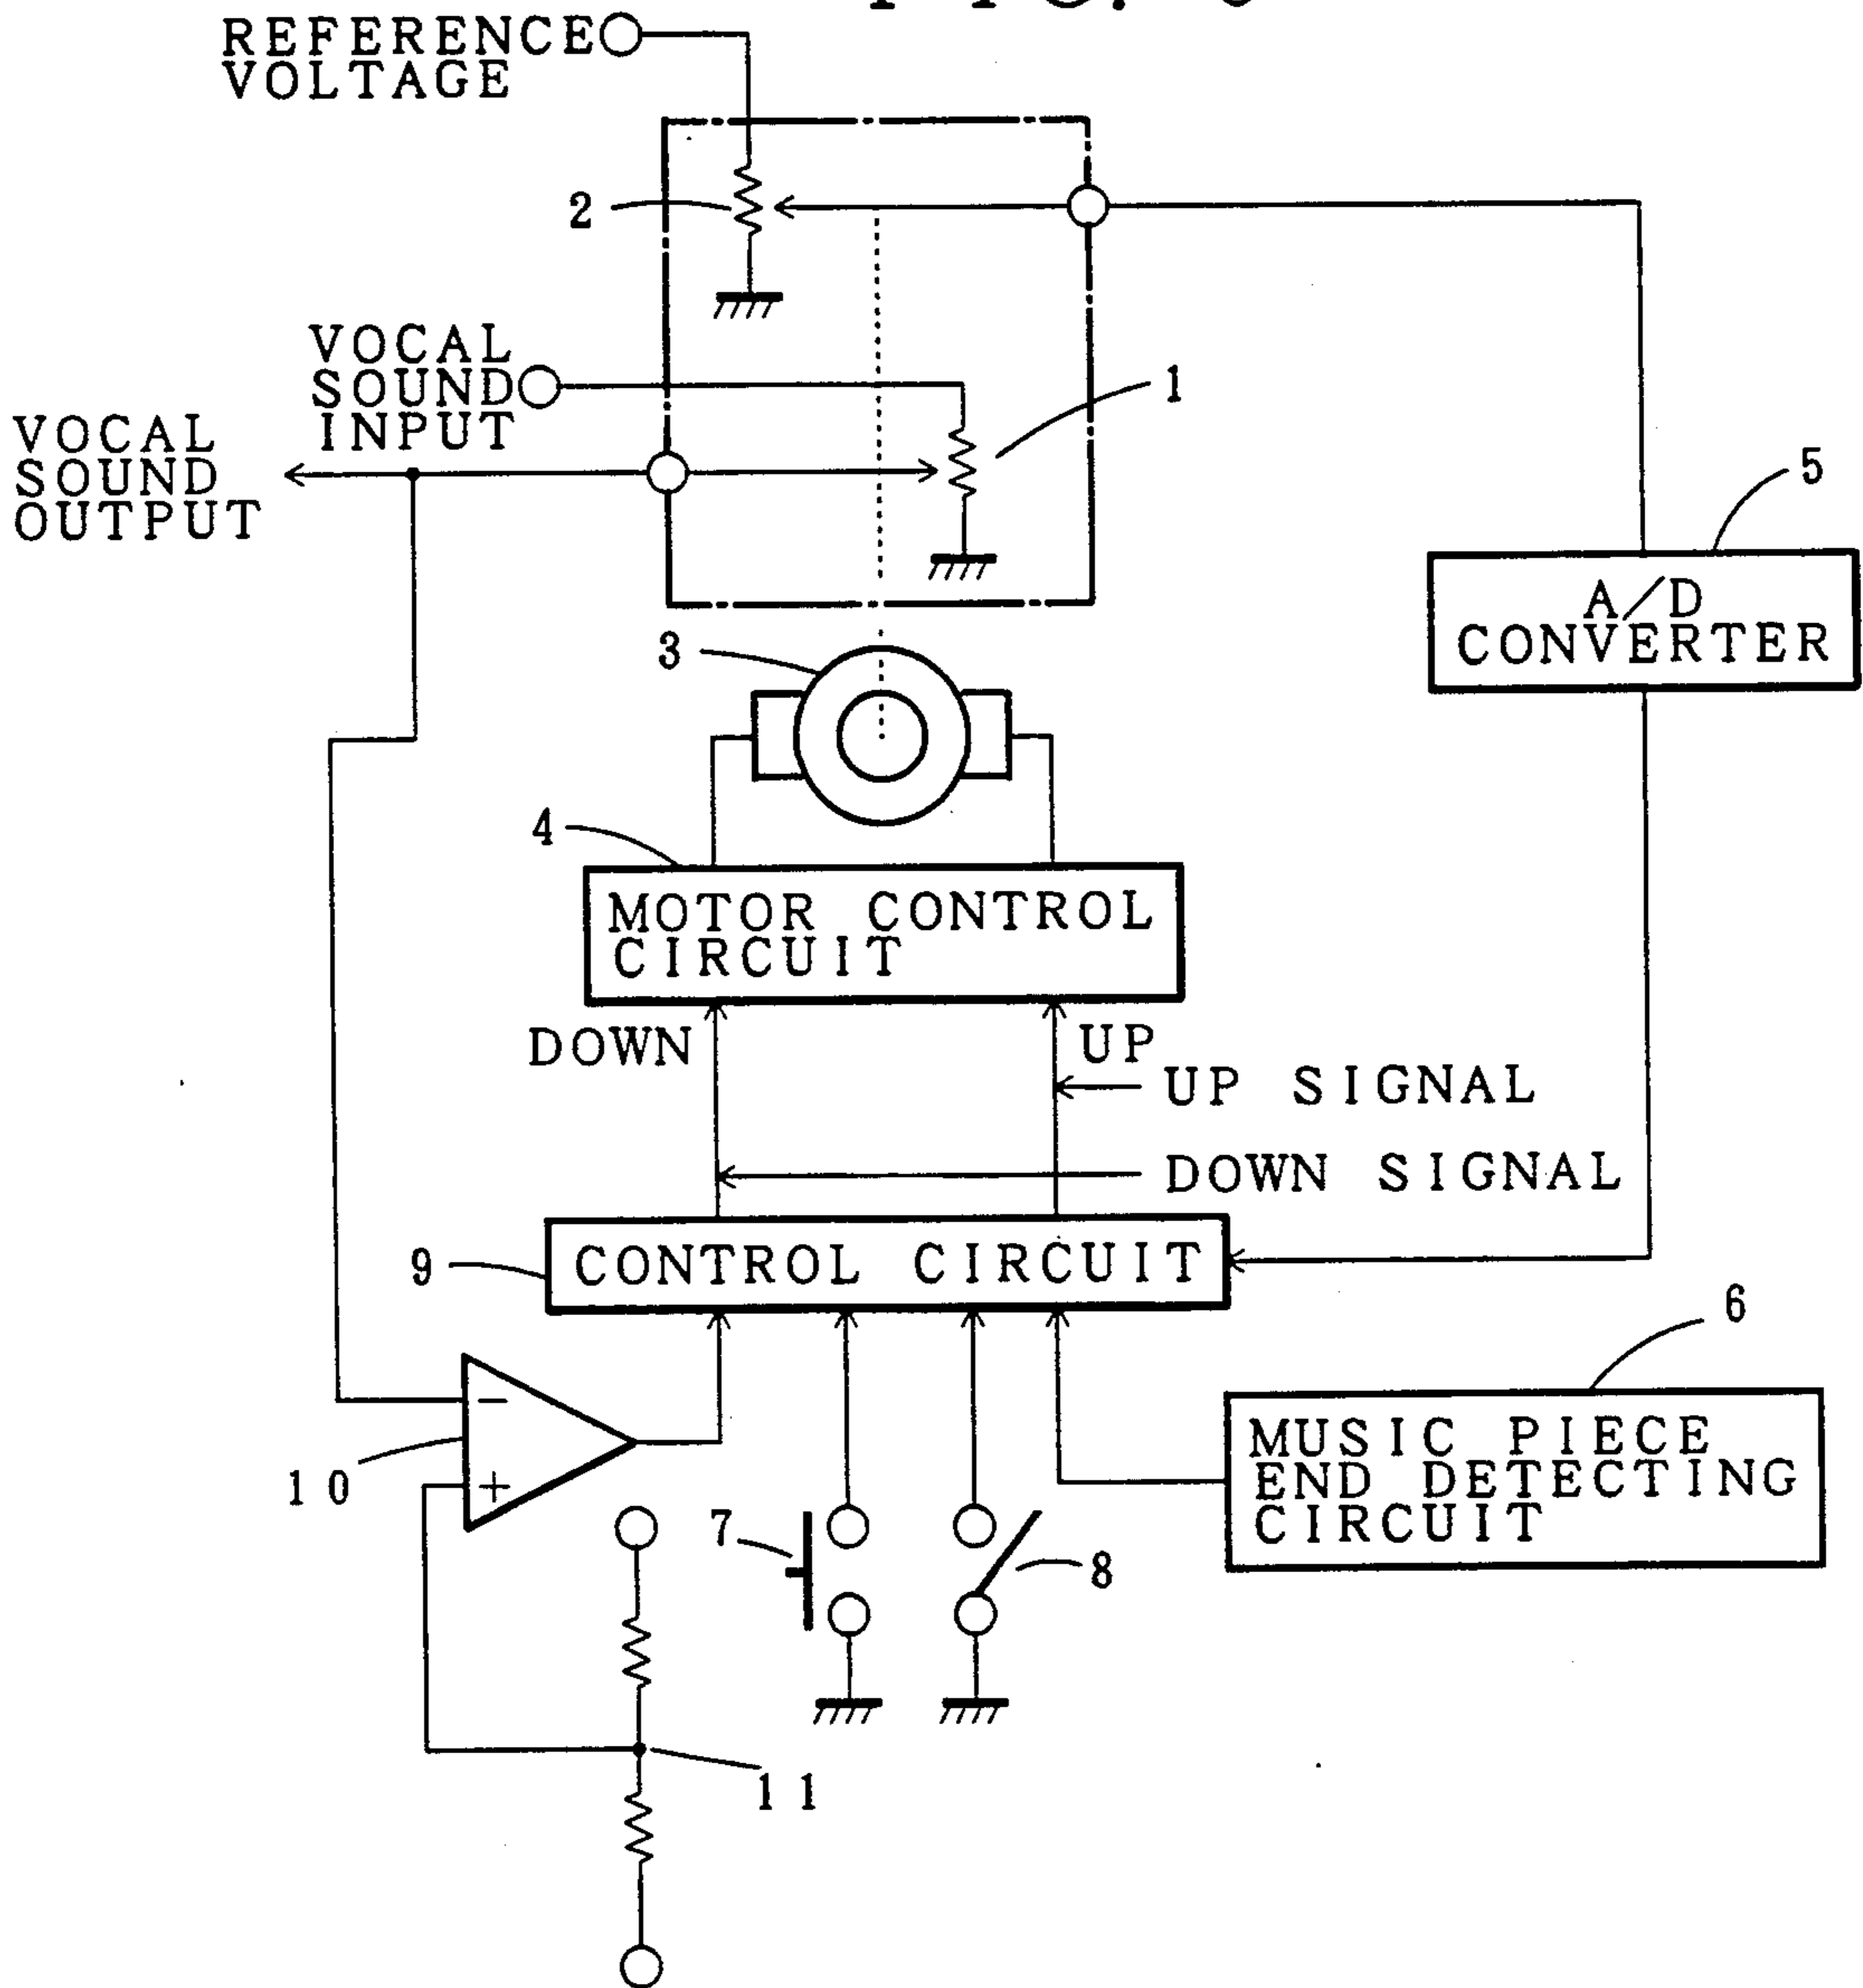 REFERENCE
VOLTAGE
2
VOCAL
SOUND
INPUT
1
VOCAL
SOUND
OUTPUT
5
A/D
CONVERTER
3
4
MOTOR CONTROL
CIRCUIT
DOWN
UP
UP SIGNAL
DOWN SIGNAL
9
CONTROL CIRCUIT
6
MUSIC PIECE
END DETECTING
CIRCUIT
-
10
+
7
8
11